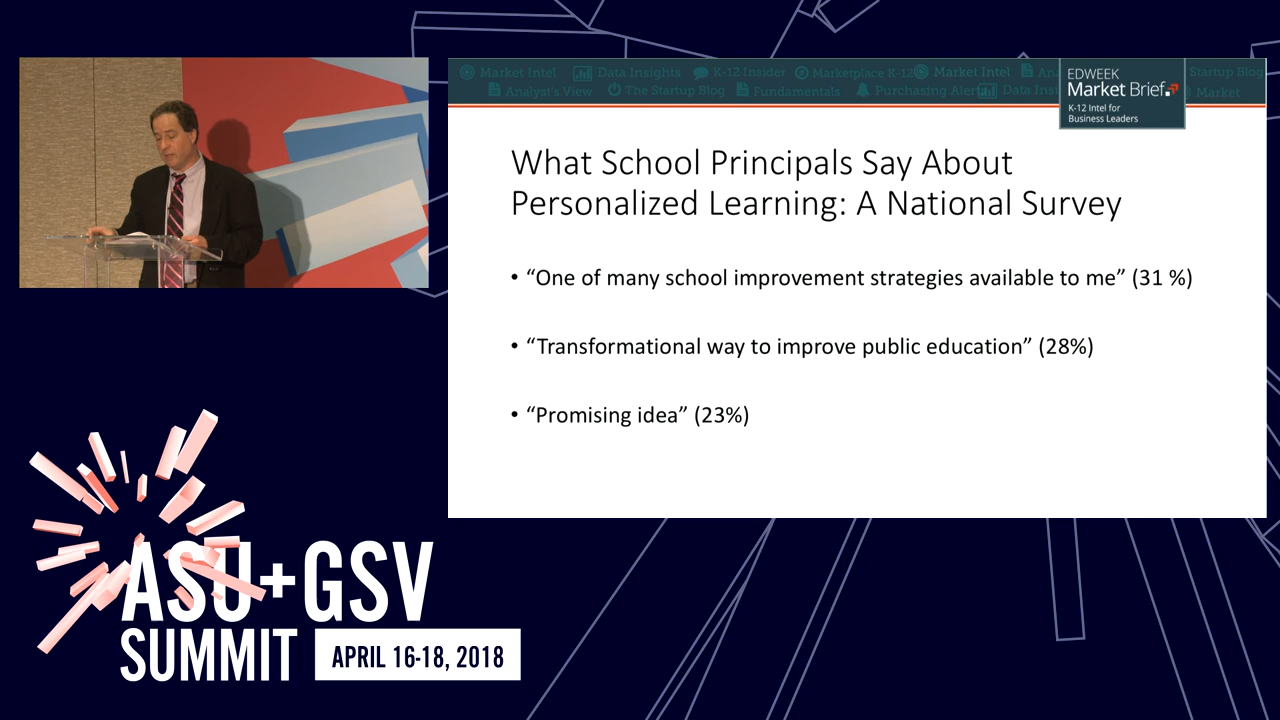 Market Intel Data Insights K-12 Insider Marketplace K-12 Market Intel Startup Blog
Analyst's View The Startup Blog Fundamentals Purchasing Alert Data Market
EDWEEK
Market Brief
K-12 Intel for
Business Leaders
What School Principals Say About
Personalized Learning: A National Survey
• “One of many school improvement strategies available to me” (31 %)
• “Transformational way to improve public education” (28%)
• “Promising idea” (23%)
ASU+GSV
SUMMIT
APRIL 16-18, 2018